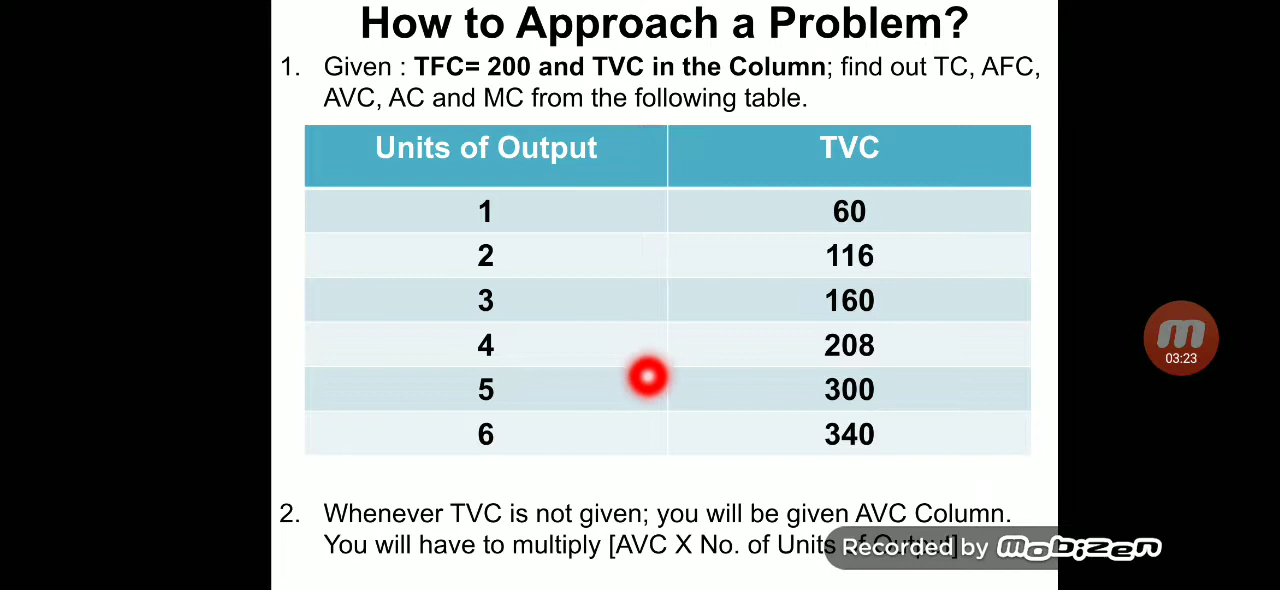 How to Approach a Problem?
1. Given : TFC= 200 and TVC in the Column; find out TC, AFC,
AVC, AC and MC from the following table.
Units of Output TVC
1 60
2 116
3 160
4 208
5 300
6 340
03:23
2. Whenever TVC is not given; you will be given AVC Column.
You will have to multiply [AVC X No. of Units of Output]
Recorded by mobizen